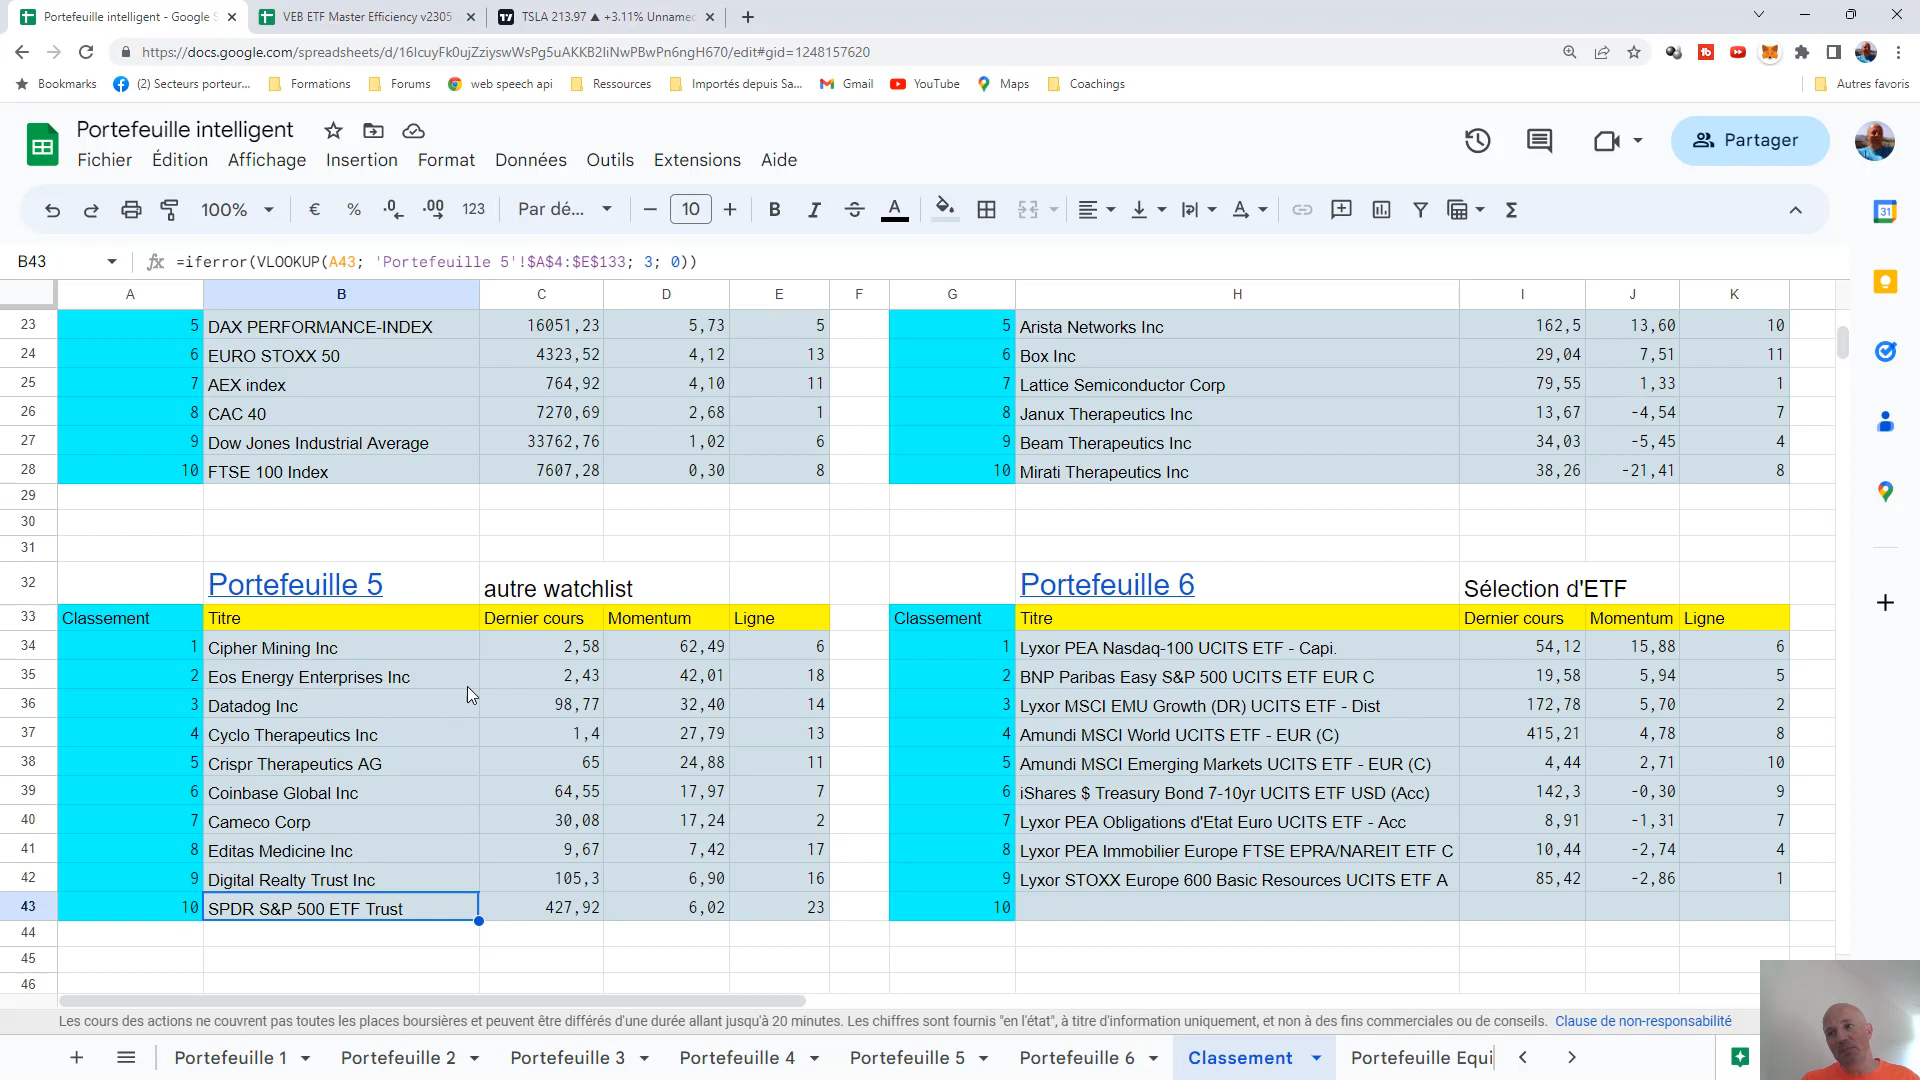 Portefeuille intelligent - Google S
VEB ETF Master Efficiency v2305
TSLA 213.97 ▲ +3.11% Unname
https://docs.google.com/spreadsheets/d/16IcuyFk0ujZziyswWsPg5uAKKB2IiNwPBwPn6ngH670/edit#gid=1248157620
Bookmarks (2) Secteurs porteur... Formations Forums web speech api Ressources Importés depuis Sa... Gmail YouTube Maps Coachings Autres favoris
Portefeuille intelligent
Partager
Fichier Édition Affichage Insertion Format Données Outils Extensions Aide
100% € % .0 .00 123 Par dé... 10 B I S A Σ
B43 fx =iferror(VLOOKUP(A43; 'Portefeuille 5'!$A$4:$E$133; 3; 0))
A B C D E F G H I J K
23 5 DAX PERFORMANCE-INDEX 16051,23 5,73 5 5 Arista Networks Inc 162,5 13,60 10
24 6 EURO STOXX 50 4323,52 4,12 13 6 Box Inc 29,04 7,51 11
25 7 AEX index 764,92 4,10 11 7 Lattice Semiconductor Corp 79,55 1,33 1
26 8 CAC 40 7270,69 2,68 1 8 Janux Therapeutics Inc 13,67 -4,54 7
27 9 Dow Jones Industrial Average 33762,76 1,02 6 9 Beam Therapeutics Inc 34,03 -5,45 4
28 10 FTSE 100 Index 7607,28 0,30 8 10 Mirati Therapeutics Inc 38,26 -21,41 8
29
30
31
32 Portefeuille 5 autre watchlist Portefeuille 6 Sélection d'ETF
33 Classement Titre Dernier cours Momentum Ligne Classement Titre Dernier cours Momentum Ligne
34 1 Cipher Mining Inc 2,58 62,49 6 1 Lyxor PEA Nasdaq-100 UCITS ETF - Capi. 54,12 15,88 6
35 2 Eos Energy Enterprises Inc 2,43 42,01 18 2 BNP Paribas Easy S&P 500 UCITS ETF EUR C 19,58 5,94 5
36 3 Datadog Inc 98,77 32,40 14 3 Lyxor MSCI EMU Growth (DR) UCITS ETF - Dist 172,78 5,70 2
37 4 Cyclo Therapeutics Inc 1,4 27,79 13 4 Amundi MSCI World UCITS ETF - EUR (C) 415,21 4,78 8
38 5 Crispr Therapeutics AG 65 24,88 11 5 Amundi MSCI Emerging Markets UCITS ETF - EUR (C) 4,44 2,71 10
39 6 Coinbase Global Inc 64,55 17,97 7 6 iShares $ Treasury Bond 7-10yr UCITS ETF USD (Acc) 142,3 -0,30 9
40 7 Cameco Corp 30,08 17,24 2 7 Lyxor PEA Obligations d'Etat Euro UCITS ETF - Acc 8,91 -1,31 7
41 8 Editas Medicine Inc 9,67 7,42 17 8 Lyxor PEA Immobilier Europe FTSE EPRA/NAREIT ETF C 10,44 -2,74 4
42 9 Digital Realty Trust Inc 105,3 6,90 16 9 Lyxor STOXX Europe 600 Basic Resources UCITS ETF A 85,42 -2,86 1
43 10 SPDR S&P 500 ETF Trust 427,92 6,02 23 10
44
45
46
Les cours des actions ne couvrent pas toutes les places boursières et peuvent être différés d'une durée allant jusqu'à 20 minutes. Les chiffres sont fournis "en l'état", à titre d'information uniquement, et non à des fins commerciales ou de conseils. Clause de non-responsabilité
Portefeuille 1 Portefeuille 2 Portefeuille 3 Portefeuille 4 Portefeuille 5 Portefeuille 6 Classement Portefeuille Equi